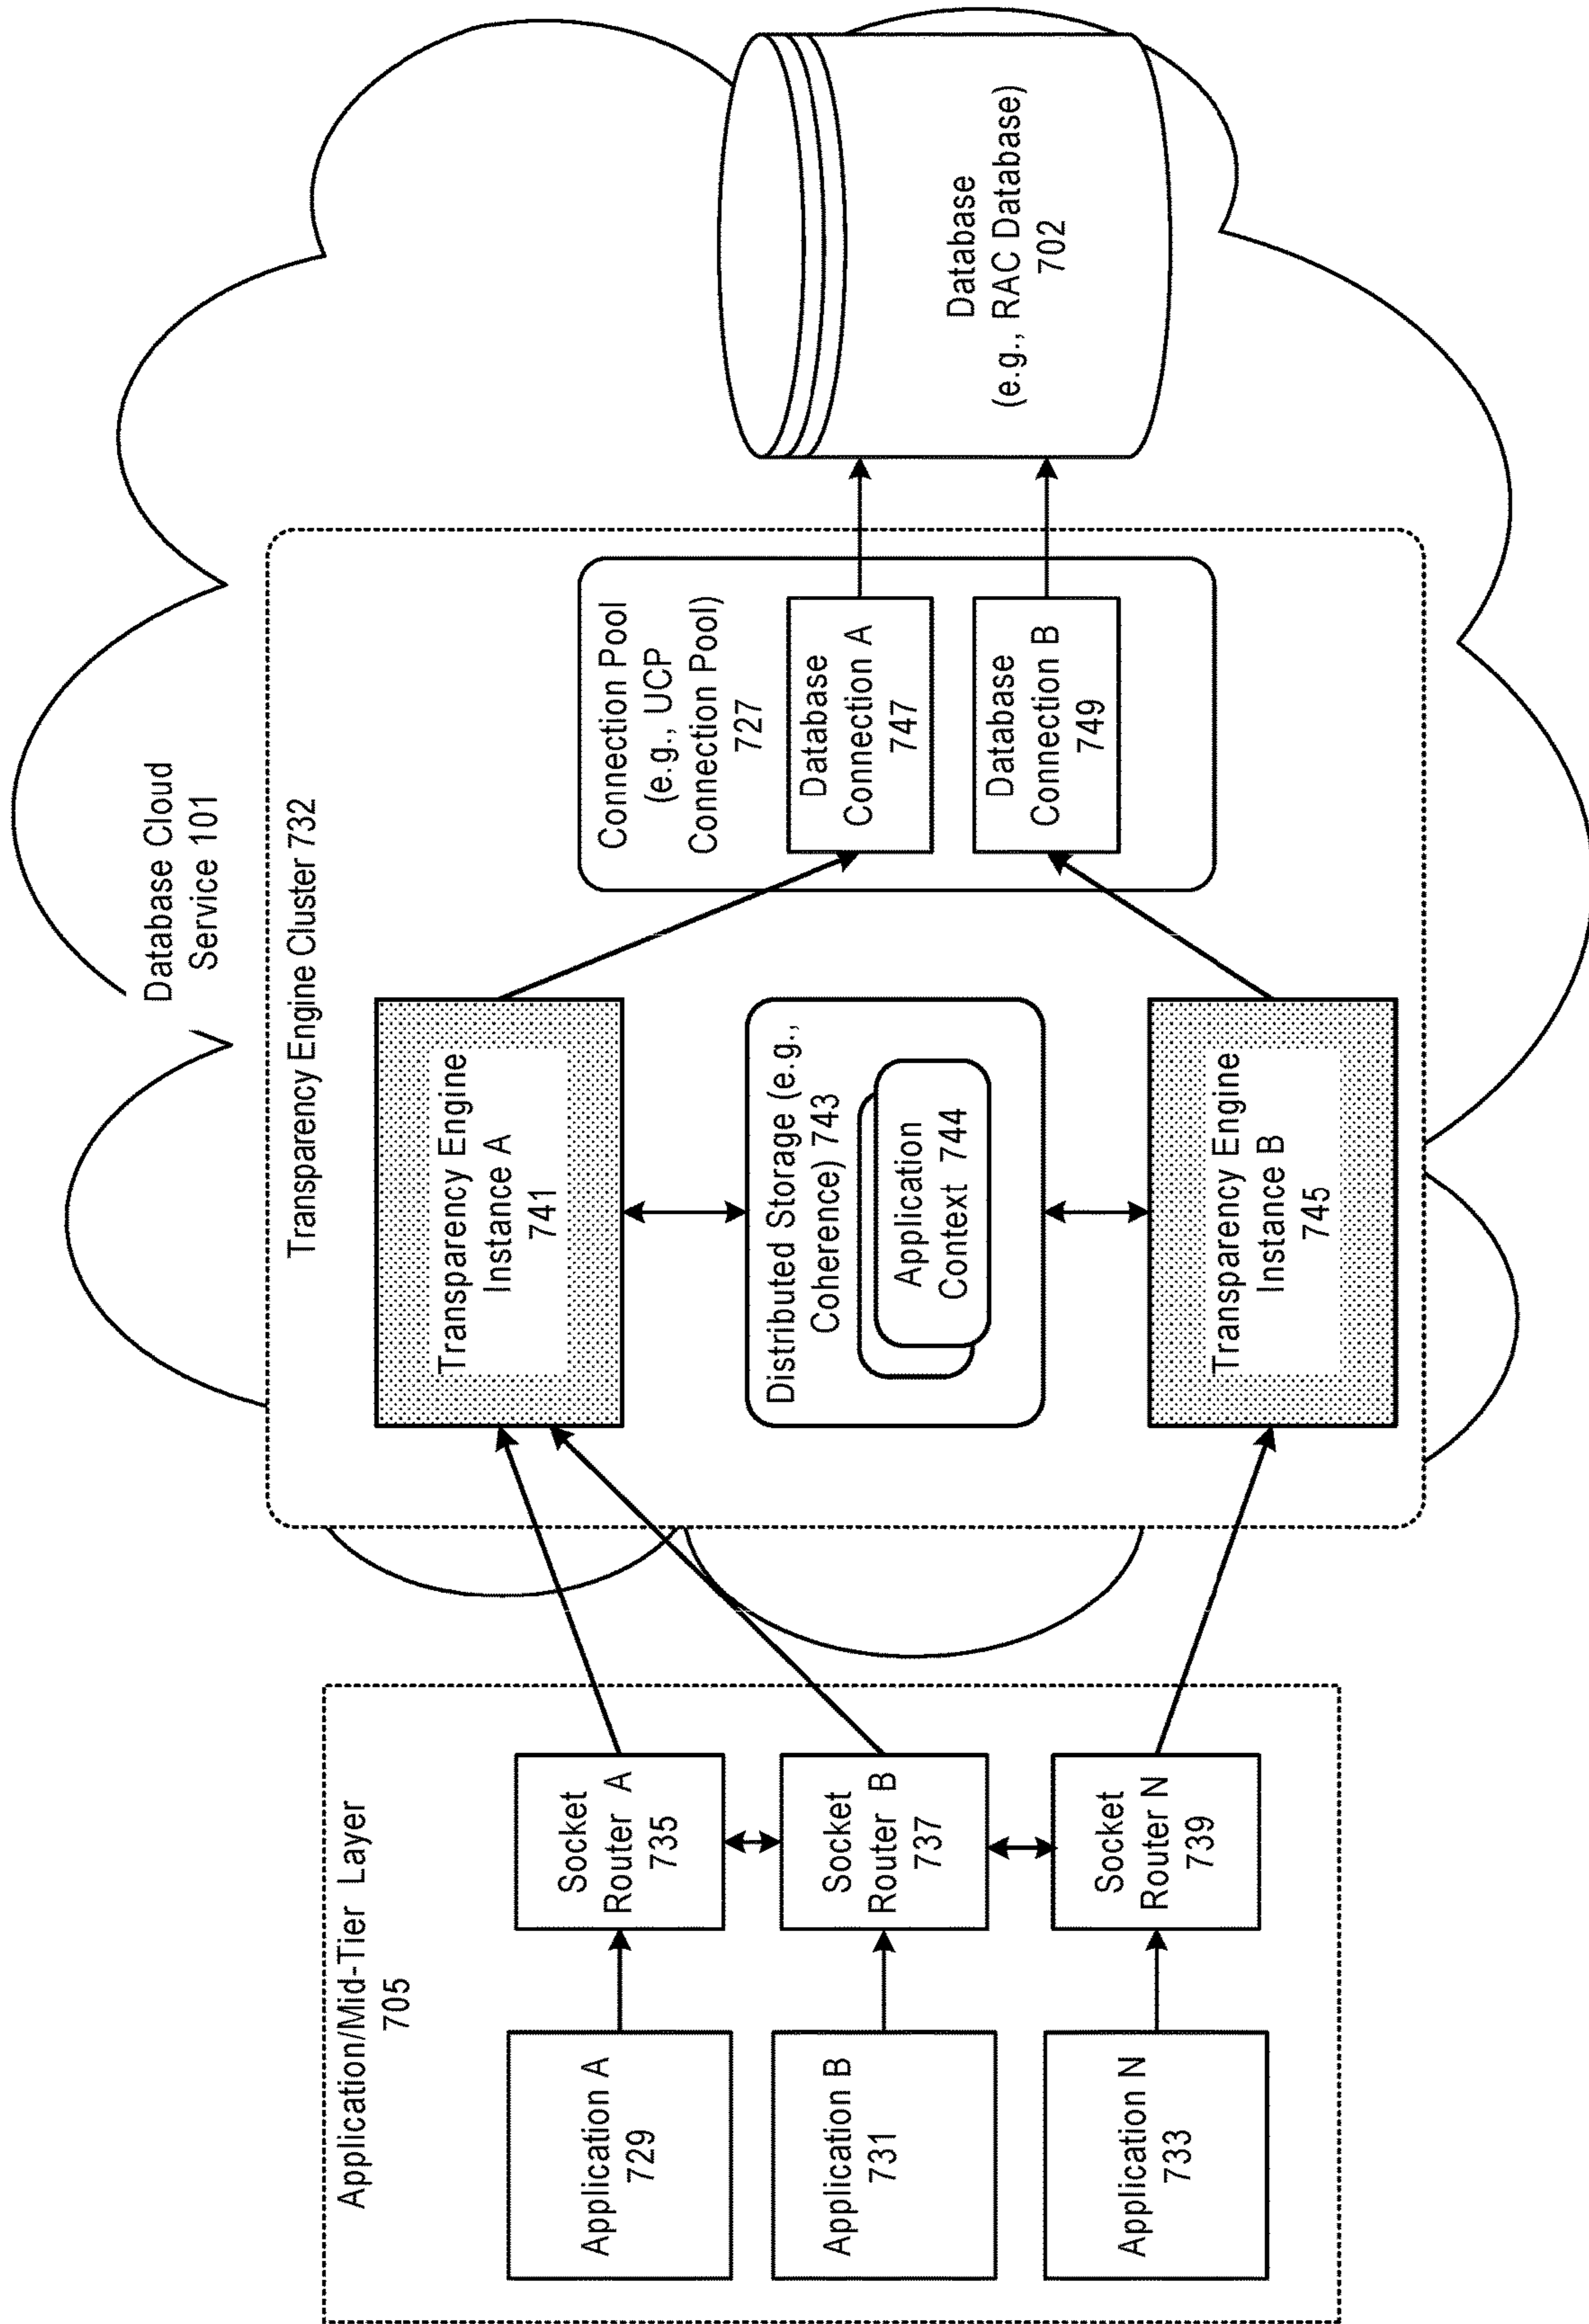 Application/Mid-Tier Layer
705
Application A
729
Application B
731
Application N
733
Socket
Router A
735
Socket
Router B
737
Socket
Router N
739
Database Cloud
Service 101
Transparency Engine Cluster 732
Transparency Engine
Instance A
741
Distributed Storage (e.g.,
Coherence) 743
Application
Context 744
Transparency Engine
Instance B
745
Connection Pool
(e.g., UCP
Connection Pool)
727
Database
Connection A
747
Database
Connection B
749
Database
(e.g., RAC Database)
702